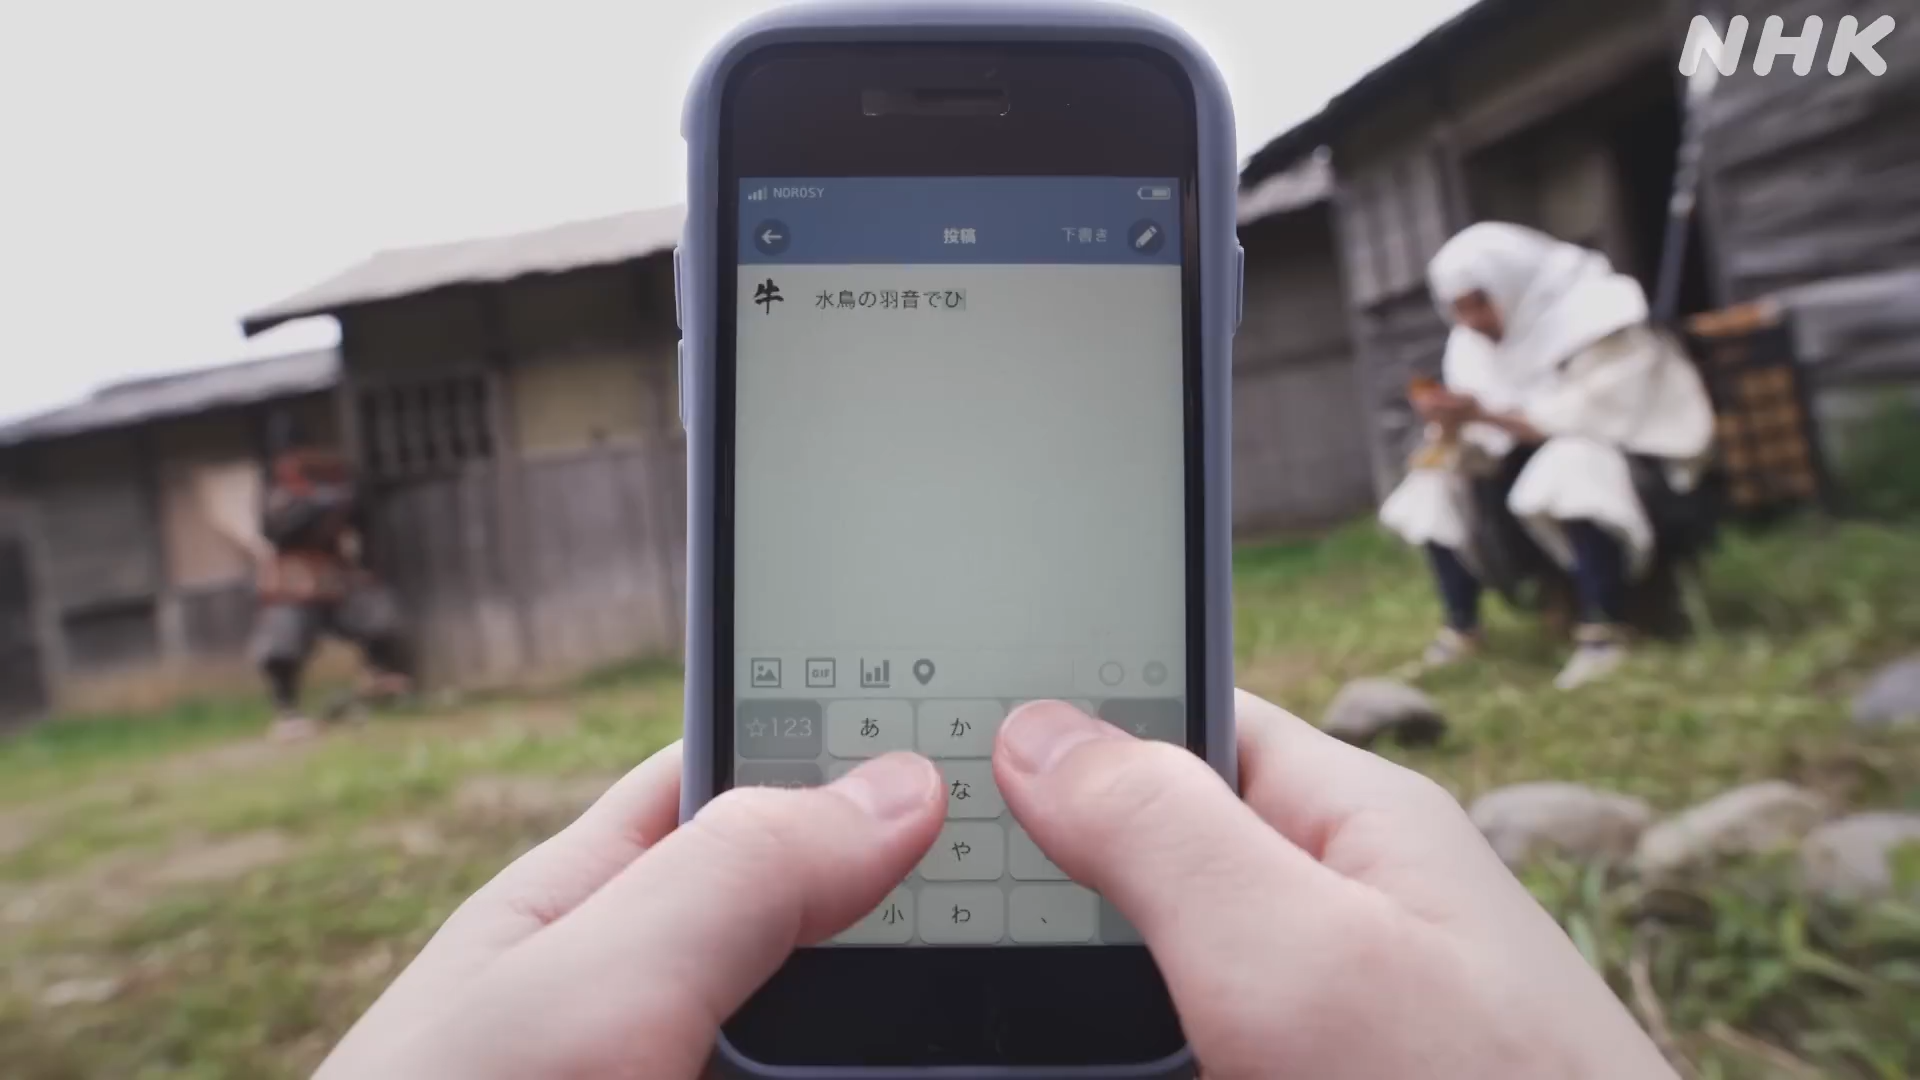 NHK
NOROSY
投稿 下書き
牛 水鳥の羽音でひ
GIF
☆123 あ か
な
や
小 わ 、